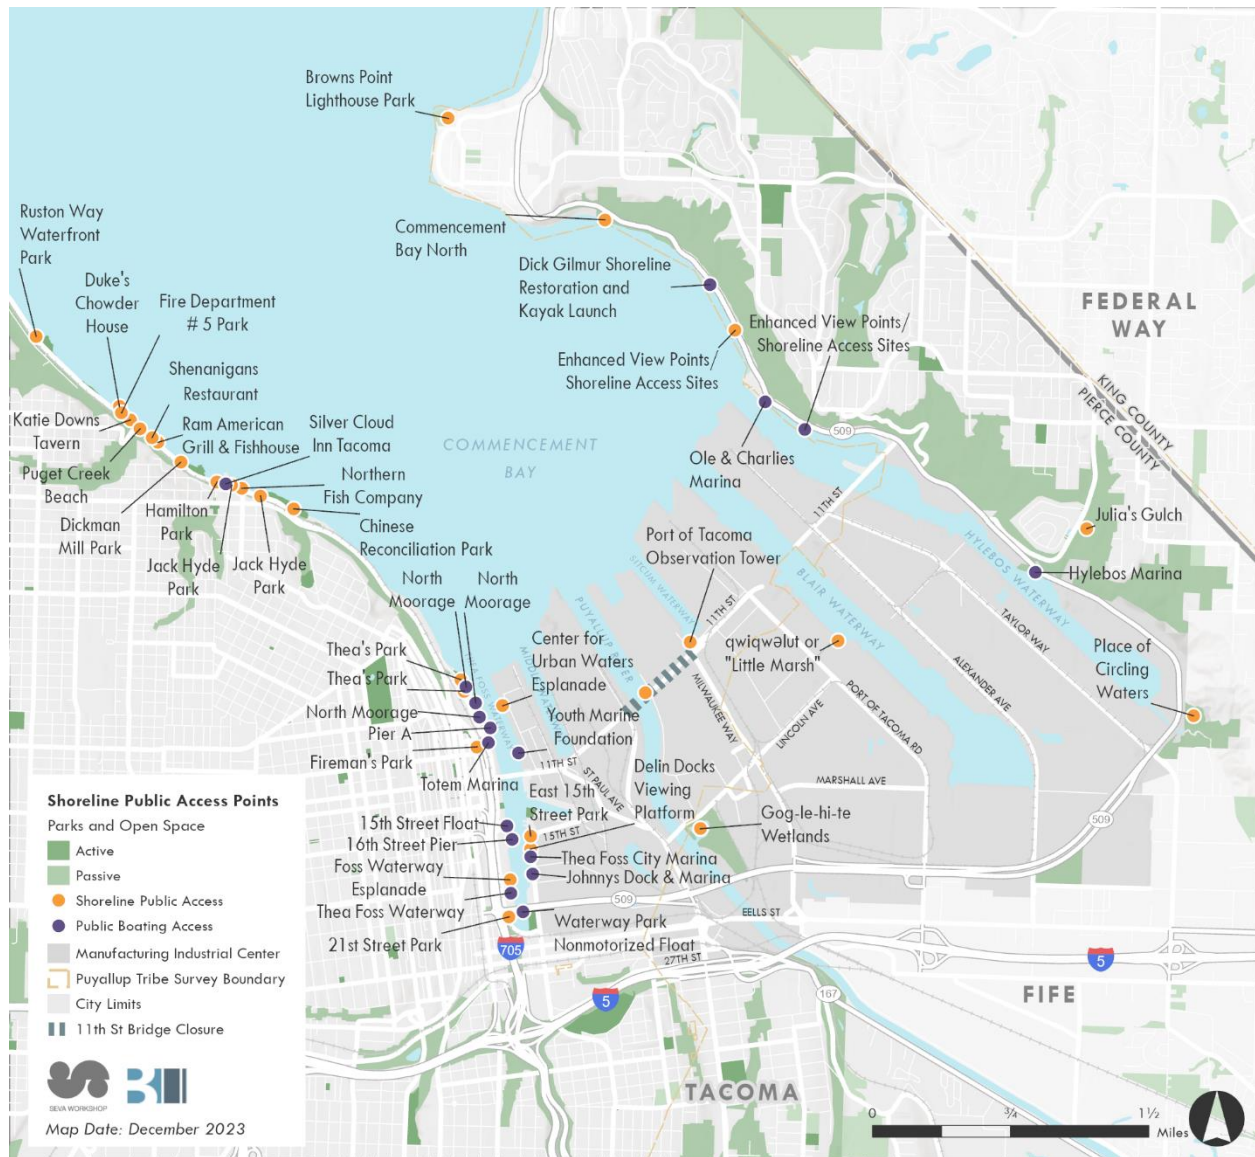 Browns Point
Lighthouse Park
Ruston Way
Waterfront
Park
Duke's
Chowder
House
Fire Department
# 5 Park
Shenanigans
Restaurant
Katie Downs
Tavern
Ram American
Grill & Fishhouse
Silver Cloud
Inn Tacoma
Puget Creek
Beach
Northern
Fish Company
Dickman
Mill Park
Hamilton
Park
Jack Hyde
Park
Jack Hyde
Park
Chinese
Reconciliation Park
Commencement
Bay North
Dick Gilmur Shoreline
Restoration and
Kayak Launch
Enhanced View Points/
Shoreline Access Sites
Enhanced View Points/
Shoreline Access Sites
FEDERAL
WAY
KING COUNTY
PIERCE COUNTY
COMMENCEMENT
BAY
509
Ole & Charlies
Marina
11TH ST
Julia's Gulch
HYLEBOS WATERWAY
Hylebos Marina
Port of Tacoma
Observation Tower
SITCUM WATERWAY
BLAIR WATERWAY
PUYALLUP RIVER
11TH ST
TAYLOR WAY
North
Moorage
North
Moorage
Center for
Urban Waters
Esplanade
qwiqwəlut or
"Little Marsh"
Place of
Circling
Waters
ALEXANDER AVE
Thea's Park
Thea's Park
North Moorage
Pier A
Fireman's Park
Totem Marina
Youth Marine
Foundation
MILWAUKEE WAY
LINCOLN AVE
PORT OF TACOMA RD
11TH ST
ST PAUL AVE
MARSHALL AVE
Delin Docks
Viewing
Platform
East 15th
Street Park
15TH ST
Gog-le-hi-te
Wetlands
509
15th Street Float
16th Street Pier
Foss Waterway
Esplanade
Thea Foss Waterway
21st Street Park
Thea Foss City Marina
Johnnys Dock & Marina
509
Waterway Park
Nonmotorized Float
EELLS ST
27TH ST
705
5
5
167
FIFE
TACOMA
Shoreline Public Access Points
Parks and Open Space
Active
Passive
Shoreline Public Access
Public Boating Access
Manufacturing Industrial Center
Puyallup Tribe Survey Boundary
City Limits
11th St Bridge Closure
SEVA WORKSHOP
Map Date: December 2023
0 ¾ 1½
Miles